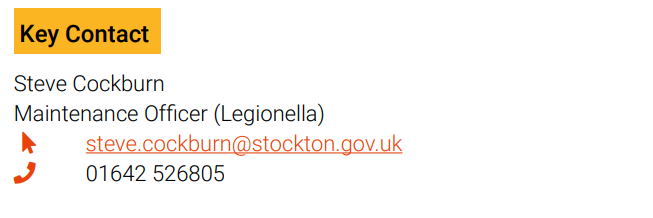 Key Contact
Steve Cockburn
Maintenance Officer (Legionella)
steve.cockburn@stockton.gov.uk
01642 526805